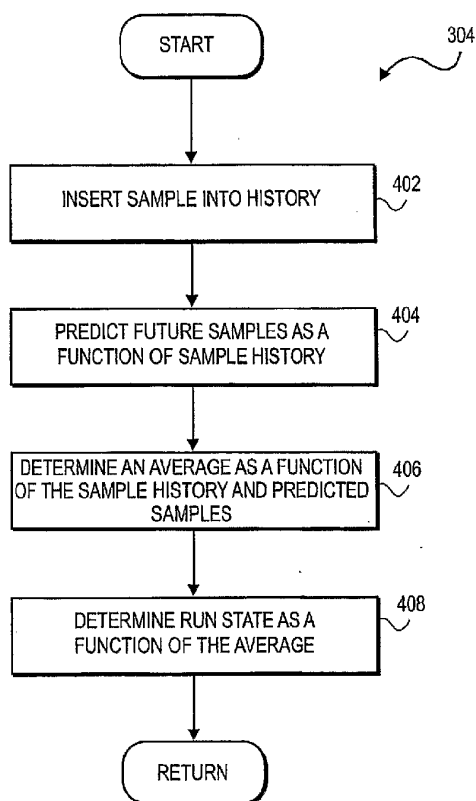 START
304
INSERT SAMPLE INTO HISTORY
402
PREDICT FUTURE SAMPLES AS A
FUNCTION OF SAMPLE HISTORY
404
DETERMINE AN AVERAGE AS A FUNCTION
OF THE SAMPLE HISTORY AND PREDICTED
SAMPLES
406
DETERMINE RUN STATE AS A
FUNCTION OF THE AVERAGE
408
RETURN